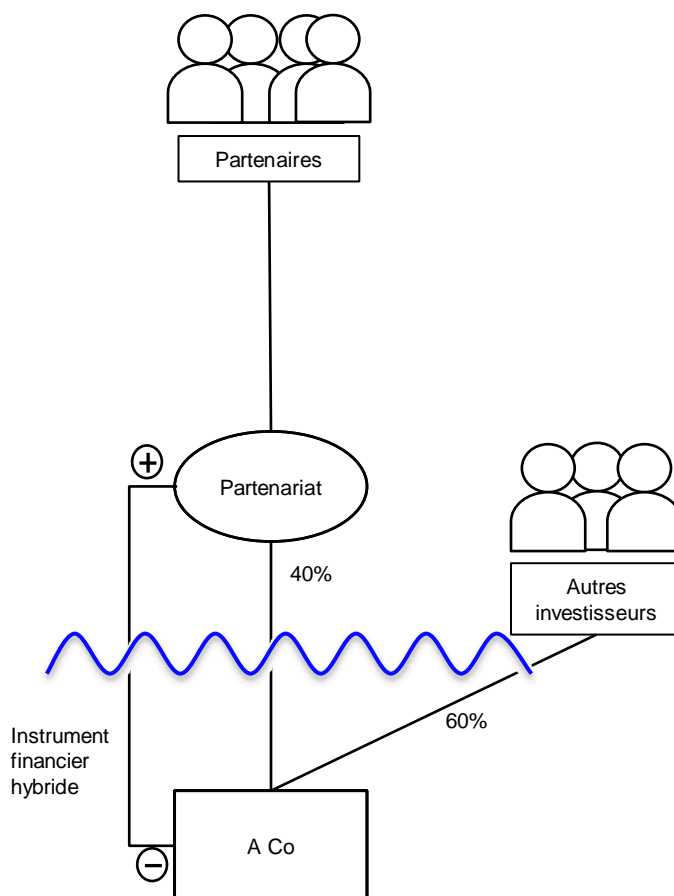 Partenaires
+
Partenariat
40%
Autres
investisseurs
60%
Instrument
financier
hybride
A Co
−